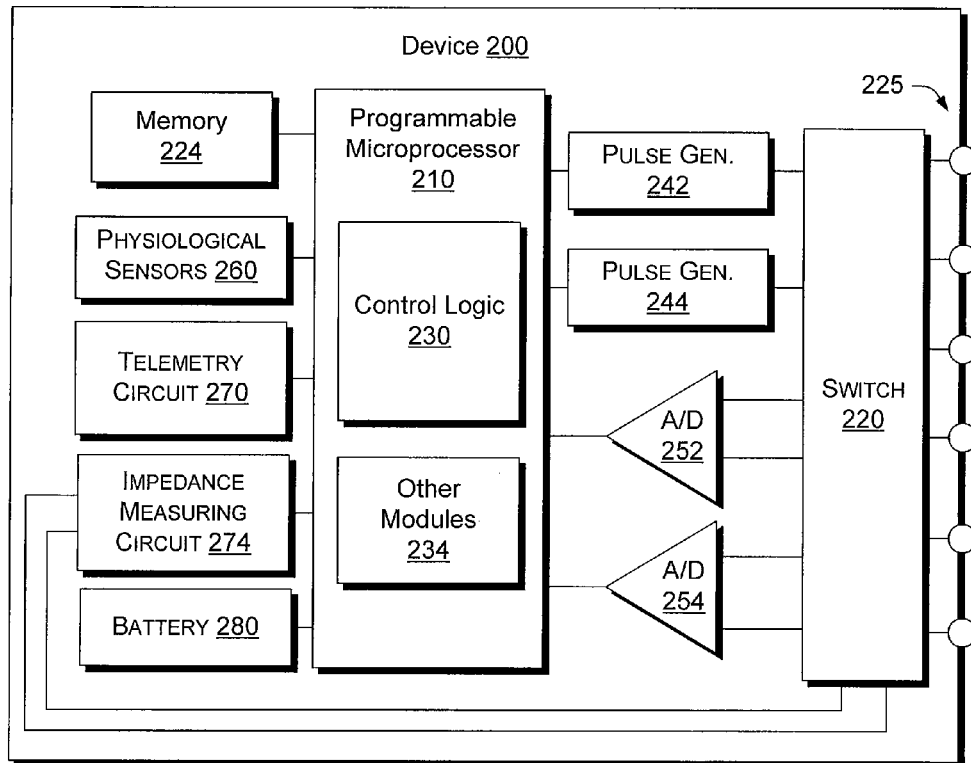 Device 200
225
Memory
224
PHYSIOLOGICAL
SENSORS 260
TELEMETRY
CIRCUIT 270
IMPEDANCE
MEASURING
CIRCUIT 274
BATTERY 280
Programmable
Microprocessor
210
Control Logic
230
Other
Modules
234
PULSE GEN.
242
PULSE GEN.
244
A/D
252
A/D
254
SWITCH
220